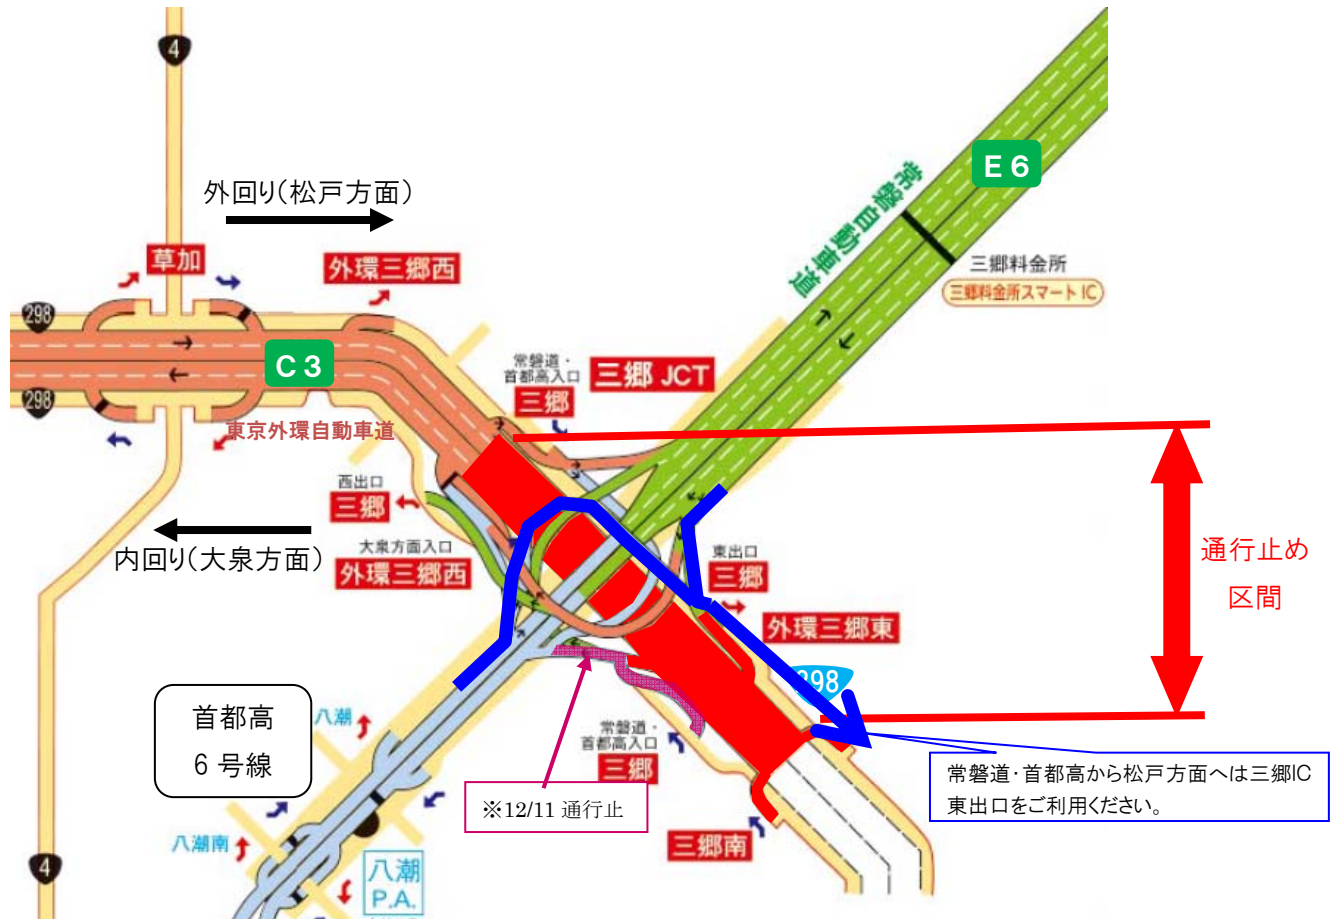 4
E6
常磐自動車道
外回り(松戸方面)
草加
外環三郷西
三郷料金所
三郷料金所スマートIC
298
C3
常磐道・
首都高入口
三郷
三郷 JCT
298
東京外環自動車道
西出口
三郷
内回り(大泉方面)
大泉方面入口
外環三郷西
東出口
三郷
外環三郷東
通行止め
区間
298
首都高
6号線
八潮
常磐道・
首都高入口
三郷
常磐道・首都高から松戸方面へは三郷IC
東出口をご利用ください。
※12/11 通行止
八潮南
三郷南
4
八潮
P.A.